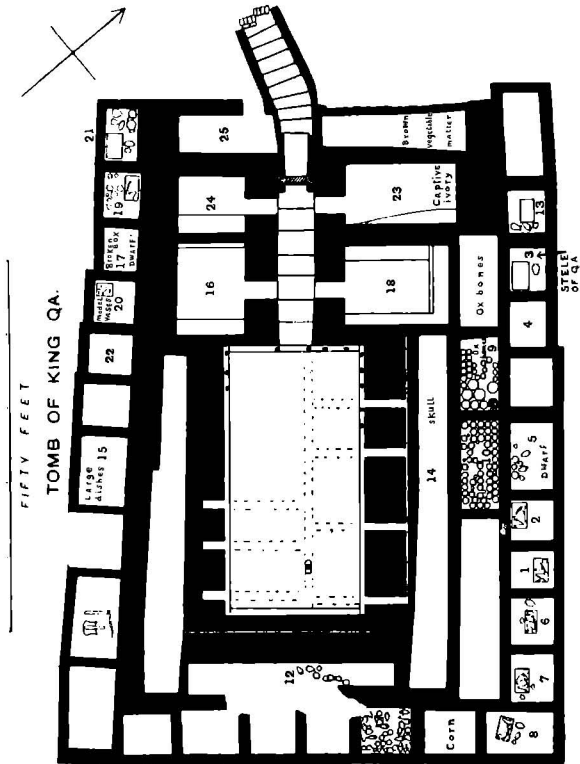 FIFTY FEET
TOMB OF KING QA.
21
19
Broken Box
17
DWARF
20
model
VASES
22
Large
dishes 15
25
24
16
Brown
vegetable
matter
23
Captive
ivory
18
Ox bones
13
3
STELE
OF QA
4
9
skull
14
5
DWARF
2
1
6
7
12
Corn
8